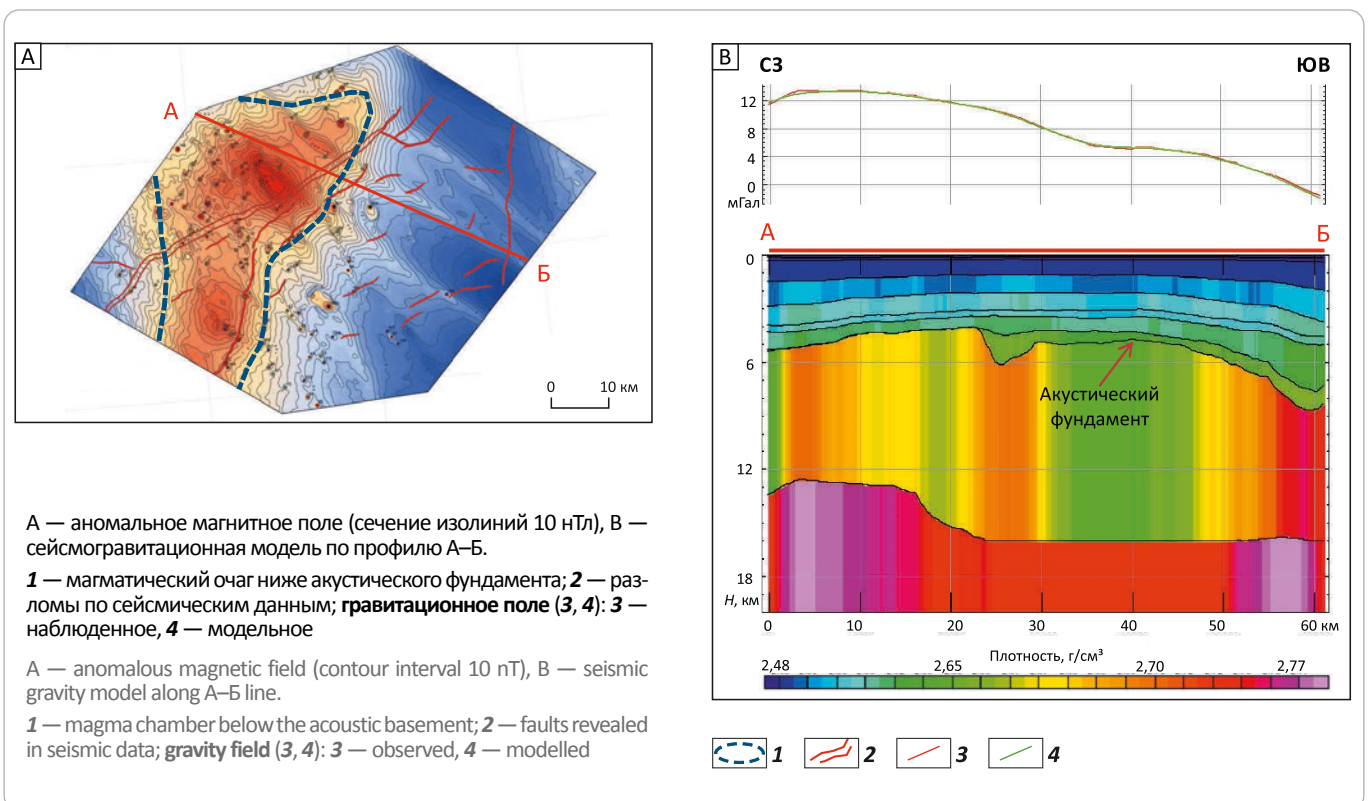 А
А
Б
0 10 км
А — аномальное магнитное поле (сечение изолиний 10 нТл), В —
сейсмогравитационная модель по профилю А–Б.
1 — магматический очаг ниже акустического фундамента; 2 — раз-
ломы по сейсмическим данным; гравитационное поле (3, 4): 3 —
наблюденное, 4 — модельное
A — anomalous magnetic field (contour interval 10 nT), B — seismic
gravity model along А–Б line.
1 — magma chamber below the acoustic basement; 2 — faults revealed
in seismic data; gravity field (3, 4): 3 — observed, 4 — modelled
В
СЗ ЮВ
12
8
4
0
мГал
А Б
0
6
12
18
H, км
Акустический
фундамент
0 10 20 30 40 50 60 км
Плотность, г/см³
2,48 2,65 2,70 2,77
1 2 3 4